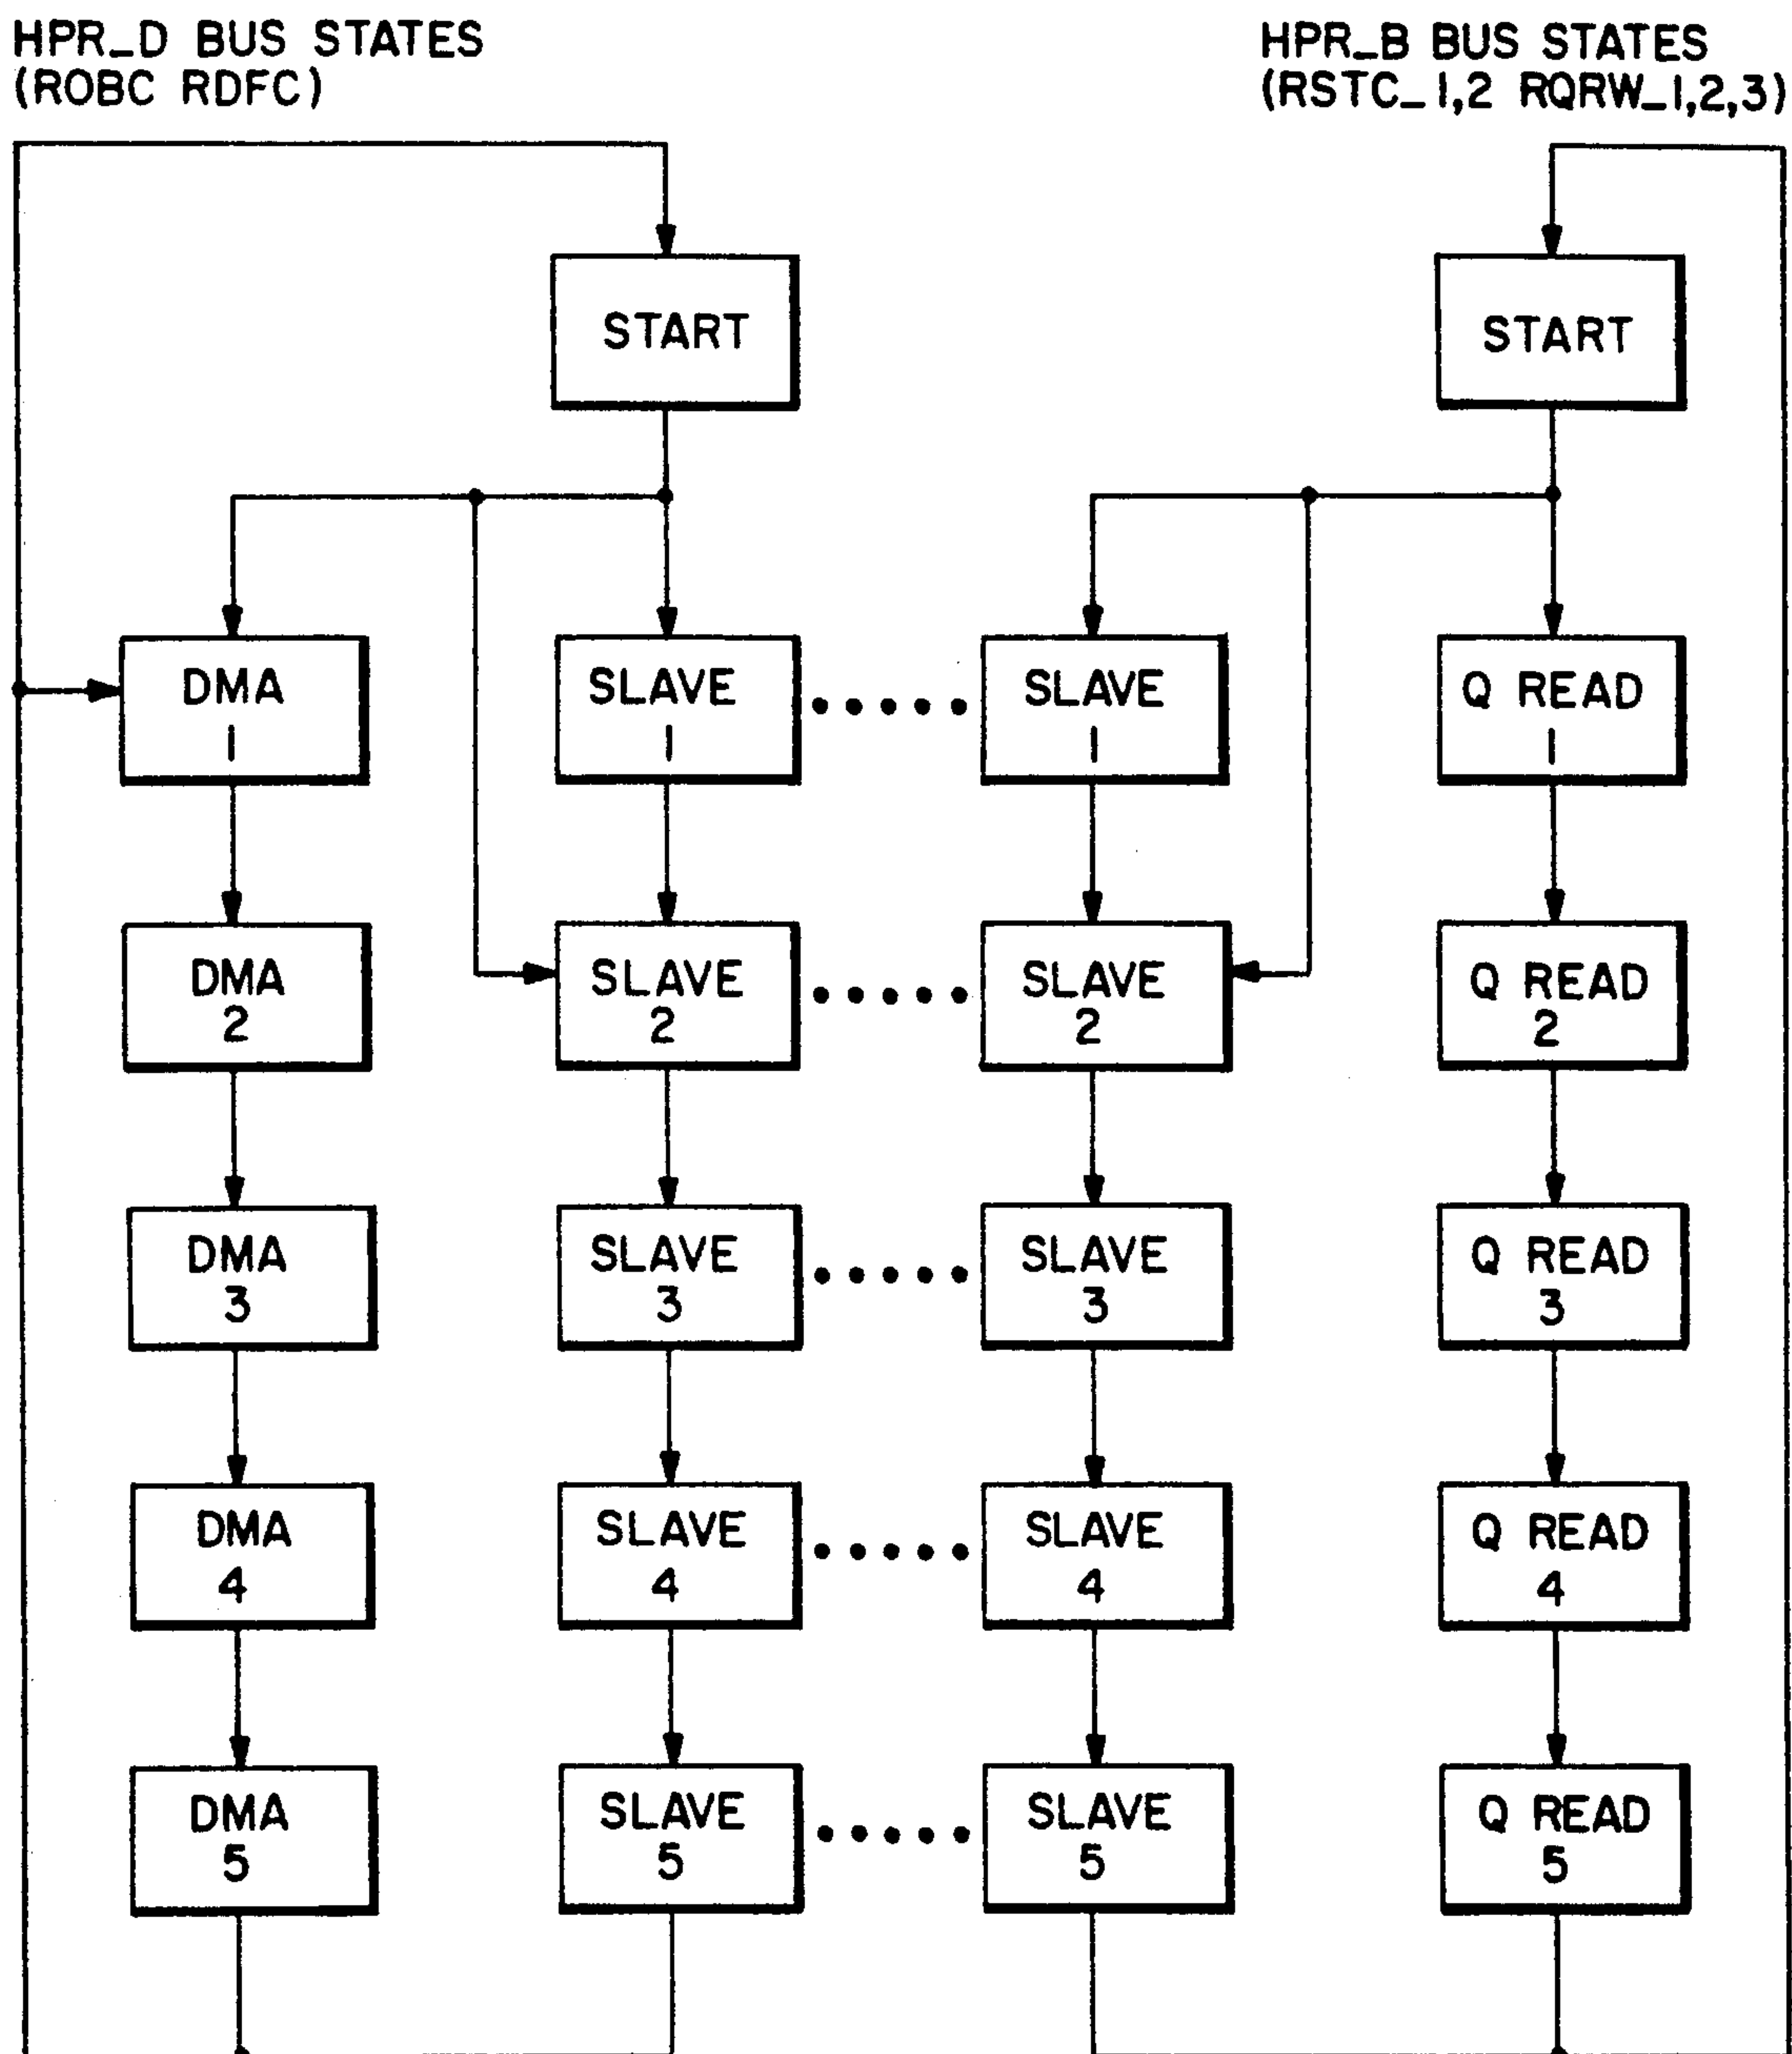 HPR_D BUS STATES
(ROBC RDFC)
HPR_B BUS STATES
(RSTC_1,2 RQRW_1,2,3)
START
START
DMA
1
SLAVE
1
SLAVE
1
Q READ
1
DMA
2
SLAVE
2
SLAVE
2
Q READ
2
DMA
3
SLAVE
3
SLAVE
3
Q READ
3
DMA
4
SLAVE
4
SLAVE
4
Q READ
4
DMA
5
SLAVE
5
SLAVE
5
Q READ
5